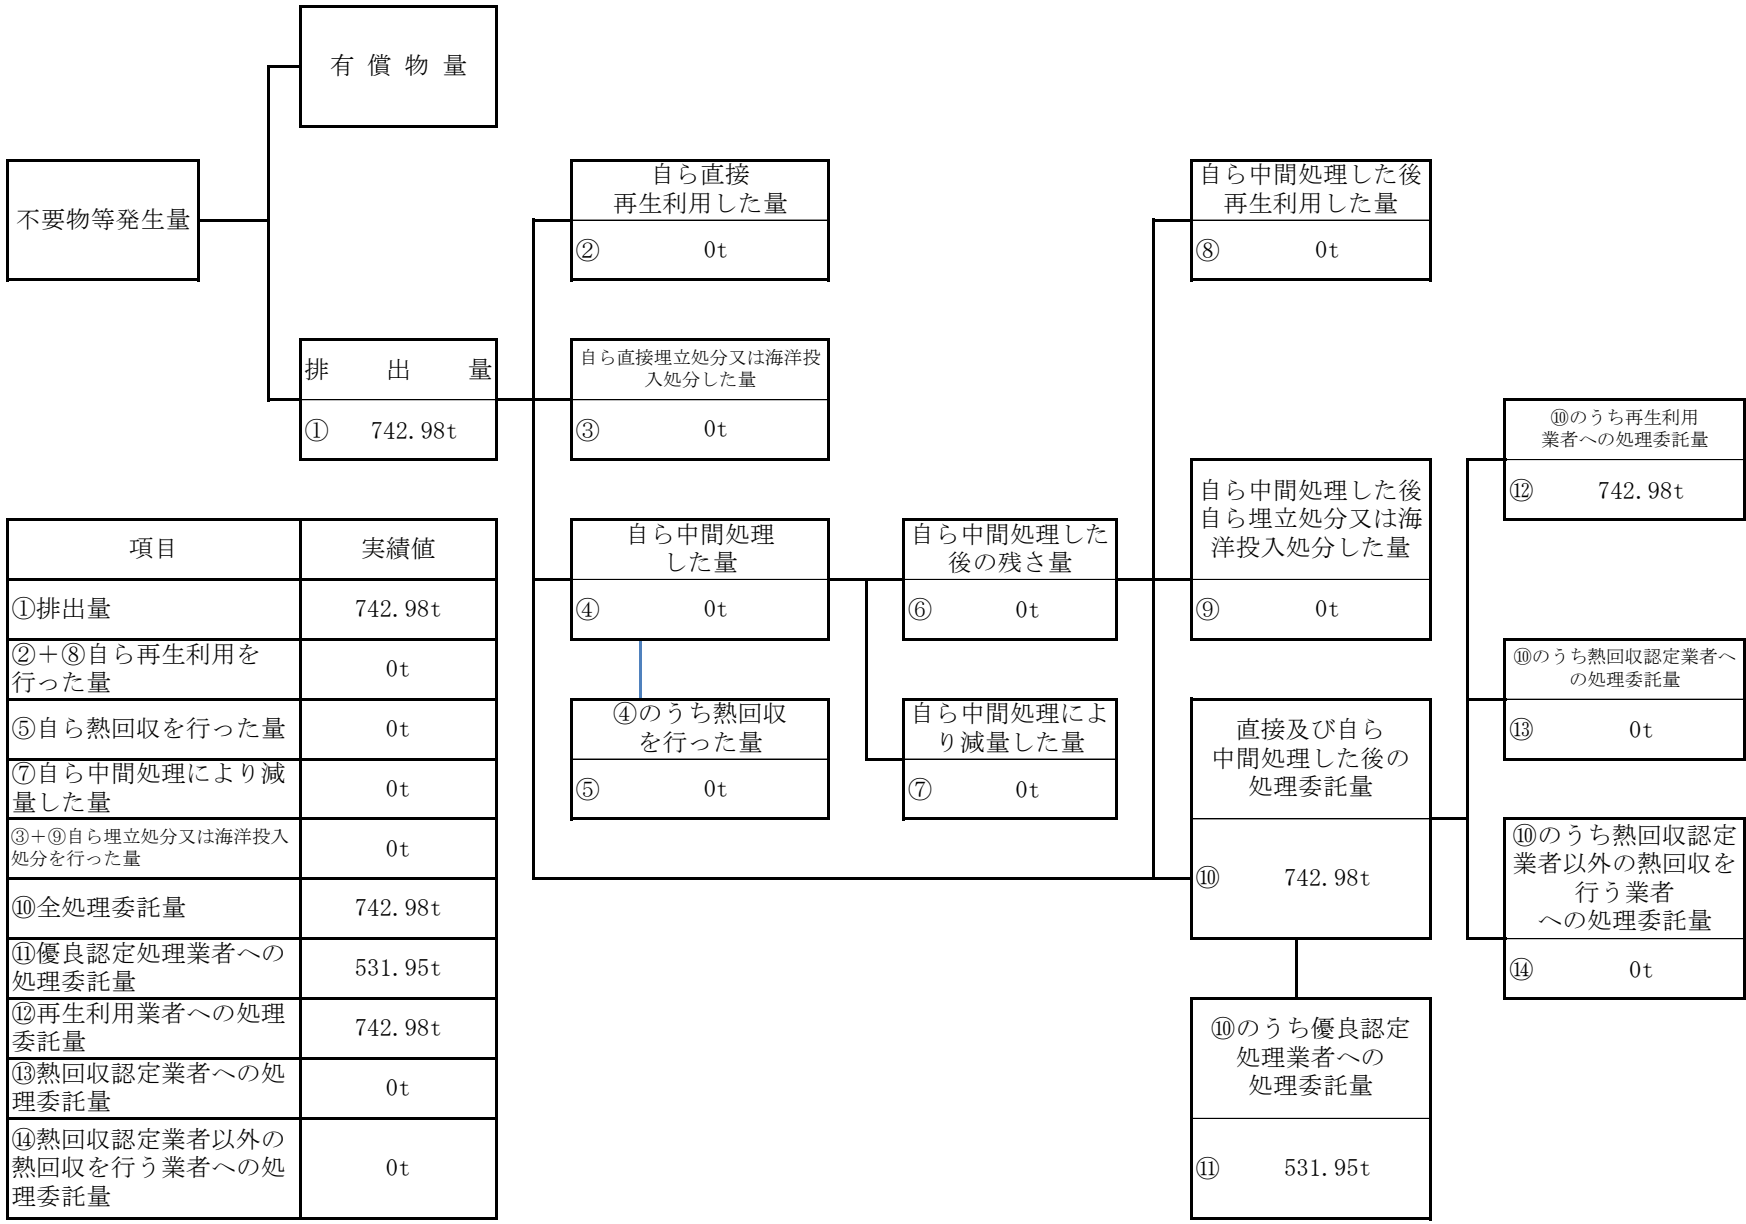 有 償 物 量
不要物等発生量
自ら直接
再生利用した量
② 0t
自ら中間処理した後
再生利用した量
⑧ 0t
排 出 量
① 742.98t
自ら直接埋立処分又は海洋投
入処分した量
③ 0t
⑩のうち再生利用
業者への処理委託量
⑫ 742.98t
自ら中間処理
した量
④ 0t
自ら中間処理した
後の残さ量
⑥ 0t
自ら中間処理した後
自ら埋立処分又は海
洋投入処分した量
⑨ 0t
⑩のうち熱回収認定業者へ
の処理委託量
⑬ 0t
④のうち熱回収
を行った量
⑤ 0t
自ら中間処理によ
り減量した量
⑦ 0t
直接及び自ら
中間処理した後の
処理委託量
⑩ 742.98t
⑩のうち熱回収認定
業者以外の熱回収を
行う業者
への処理委託量
⑭ 0t
⑩のうち優良認定
処理業者への
処理委託量
⑪ 531.95t
項目 実績値
①排出量 742.98t
②＋⑧自ら再生利用を
行った量 0t
⑤自ら熱回収を行った量 0t
⑦自ら中間処理により減
量した量 0t
③＋⑨自ら埋立処分又は海洋投入
処分を行った量 0t
⑩全処理委託量 742.98t
⑪優良認定処理業者への
処理委託量 531.95t
⑫再生利用業者への処理
委託量 742.98t
⑬熱回収認定業者への処
理委託量 0t
⑭熱回収認定業者以外の
熱回収を行う業者への処
理委託量 0t